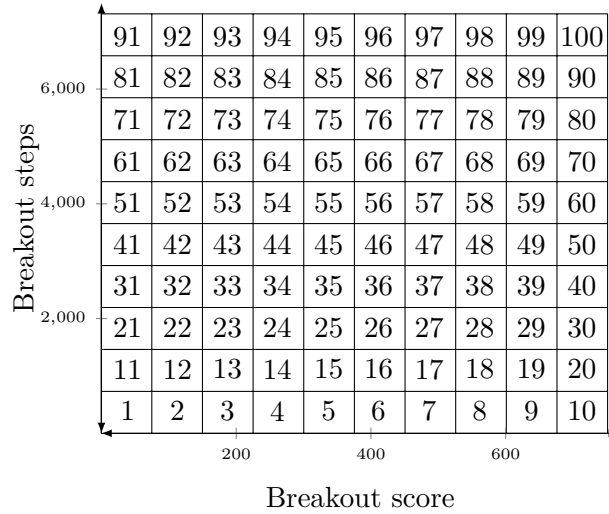 91 92 93 94 95 96 97 98 99 100
6,000 81 82 83 84 85 86 87 88 89 90
71 72 73 74 75 76 77 78 79 80
61 62 63 64 65 66 67 68 69 70
4,000 51 52 53 54 55 56 57 58 59 60
41 42 43 44 45 46 47 48 49 50
31 32 33 34 35 36 37 38 39 40
2,000 21 22 23 24 25 26 27 28 29 30
11 12 13 14 15 16 17 18 19 20
1 2 3 4 5 6 7 8 9 10
200 400 600
Breakout score
Breakout steps